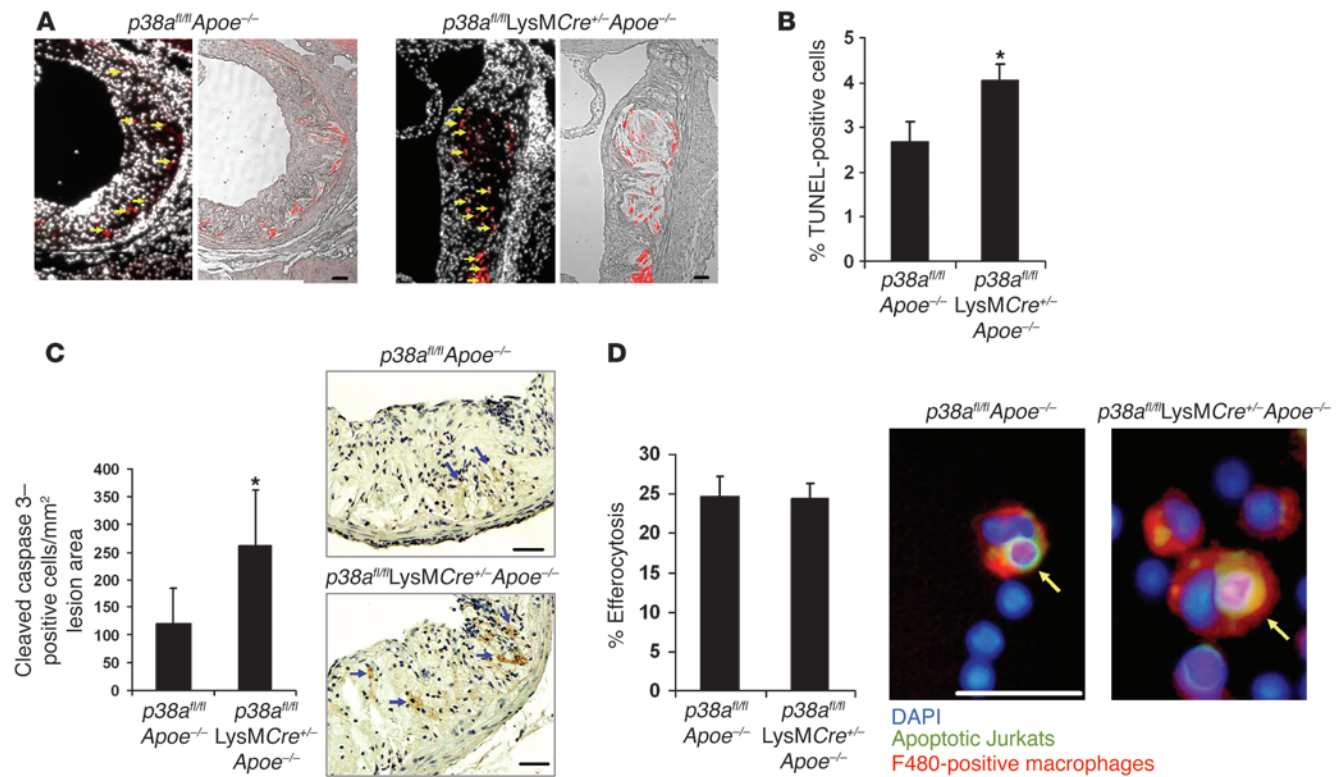 A
p38a^fl/fl Apoe^–/–
p38a^fl/fl LysMCre^+/– Apoe^–/–
B
% TUNEL-positive cells
5
4
3
2
1
0
*
p38a^fl/fl
Apoe^–/–
p38a^fl/fl
LysMCre^+/–
Apoe^–/–
C
Cleaved caspase 3–
positive cells/mm²
lesion area
400
350
300
250
200
150
100
50
0
*
p38a^fl/fl
Apoe^–/–
p38a^fl/fl
LysMCre^+/–
Apoe^–/–
p38a^fl/fl Apoe^–/–
p38a^fl/fl LysMCre^+/– Apoe^–/–
D
% Efferocytosis
30
25
20
15
10
5
0
p38a^fl/fl
Apoe^–/–
p38a^fl/fl
LysMCre^+/–
Apoe^–/–
p38a^fl/fl Apoe^–/–
p38a^fl/fl LysMCre^+/– Apoe^–/–
DAPI
Apoptotic Jurkats
F480-positive macrophages